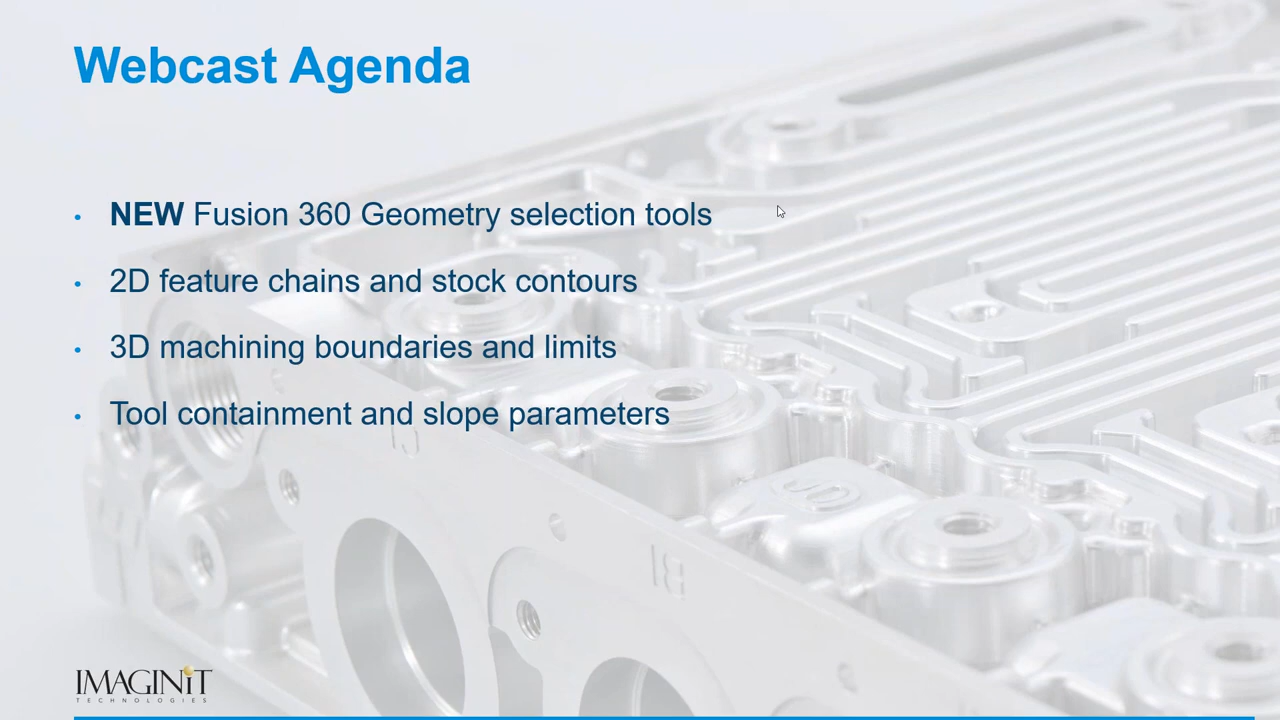 Webcast Agenda
• NEW Fusion 360 Geometry selection tools
• 2D feature chains and stock contours
• 3D machining boundaries and limits
• Tool containment and slope parameters
IMAGINiT
TECHNOLOGIES